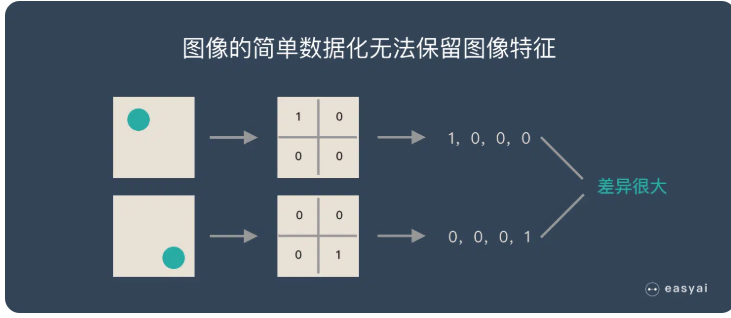 图像的简单数据化无法保留图像特征
1 0
0 0
1, 0, 0, 0
差异很大
0 0
0 1
0, 0, 0, 1
easyai